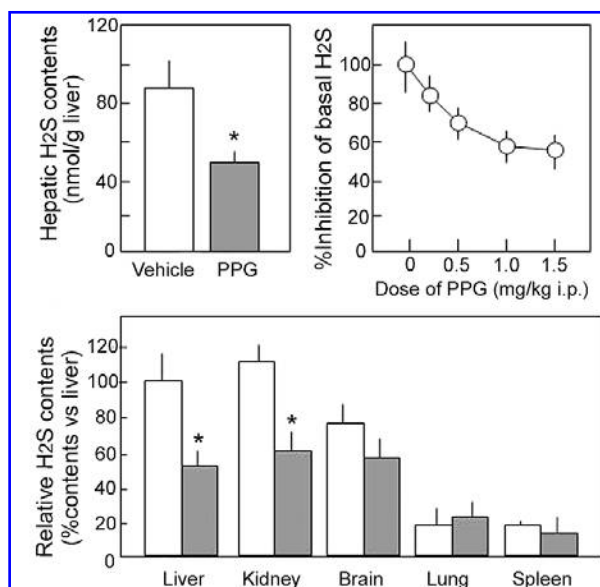 Hepatic H2S contents
(nmol/g liver)
120
80
40
0
*
Vehicle PPG
%Inhibition of basal H2S
100
80
60
40
20
0
0 0.5 1.0 1.5
Dose of PPG (mg/kg i.p.)
Relative H2S contents
(%contents vs liver)
120
100
80
60
40
20
0
* *
Liver Kidney Brain Lung Spleen